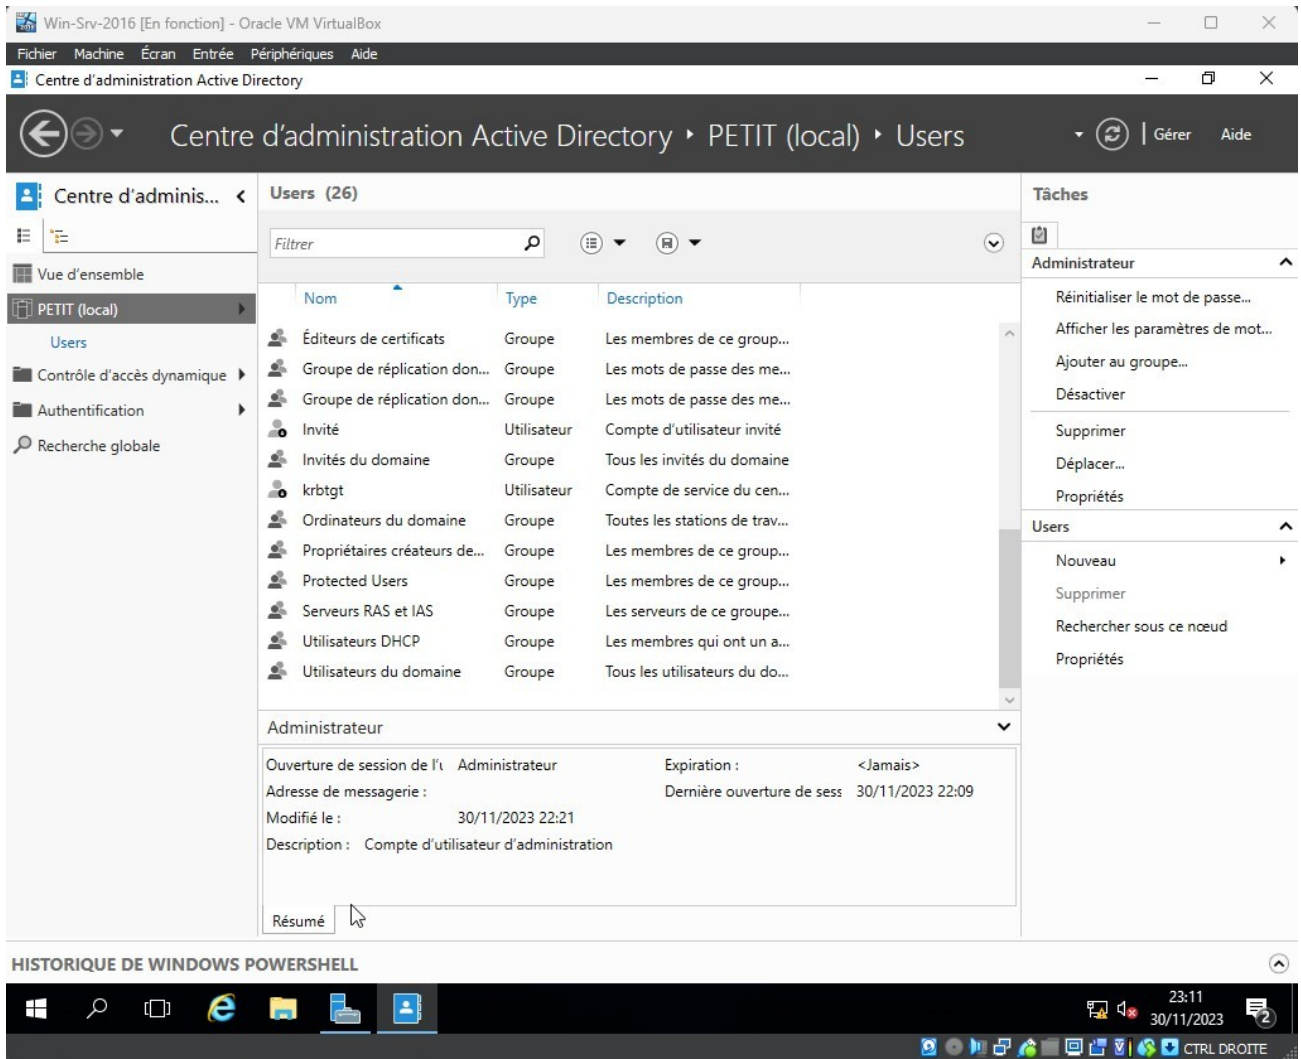 Win-Srv-2016 [En fonction] - Oracle VM VirtualBox
Fichier Machine Écran Entrée Périphériques Aide
Centre d'administration Active Directory
Centre d'administration Active Directory ‣ PETIT (local) ‣ Users
Gérer Aide
Centre d'adminis...
Vue d'ensemble
PETIT (local)
Users
Contrôle d'accès dynamique
Authentification
Recherche globale
Users (26)
Filtrer
Nom Type Description
Éditeurs de certificats Groupe Les membres de ce group...
Groupe de réplication don... Groupe Les mots de passe des me...
Groupe de réplication don... Groupe Les mots de passe des me...
Invité Utilisateur Compte d'utilisateur invité
Invités du domaine Groupe Tous les invités du domaine
krbtgt Utilisateur Compte de service du cen...
Ordinateurs du domaine Groupe Toutes les stations de trav...
Propriétaires créateurs de... Groupe Les membres de ce group...
Protected Users Groupe Les membres de ce group...
Serveurs RAS et IAS Groupe Les serveurs de ce groupe...
Utilisateurs DHCP Groupe Les membres qui ont un a...
Utilisateurs du domaine Groupe Tous les utilisateurs du do...
Administrateur
Ouverture de session de l'u Administrateur Expiration : <Jamais>
Adresse de messagerie : Dernière ouverture de sess 30/11/2023 22:09
Modifié le : 30/11/2023 22:21
Description : Compte d'utilisateur d'administration
Résumé
Tâches
Administrateur
Réinitialiser le mot de passe...
Afficher les paramètres de mot...
Ajouter au groupe...
Désactiver
Supprimer
Déplacer...
Propriétés
Users
Nouveau
Supprimer
Rechercher sous ce nœud
Propriétés
HISTORIQUE DE WINDOWS POWERSHELL
23:11
30/11/2023
2
CTRL DROITE